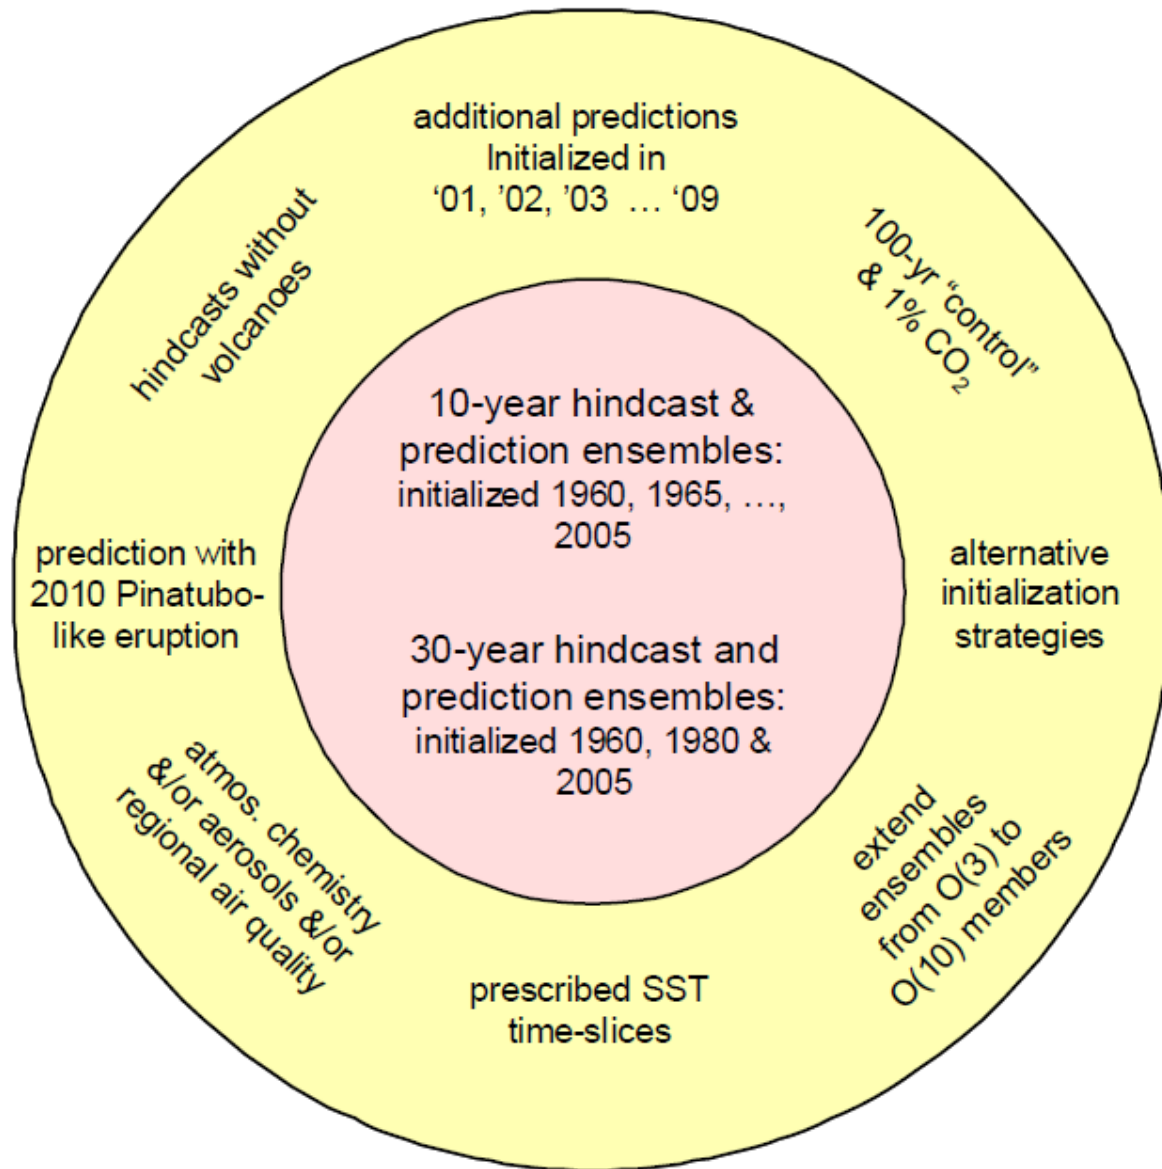 additional predictions
Initialized in
‘01, ’02, ’03 … ‘09
100-yr “control”
& 1% CO₂
alternative
initialization
strategies
extend
ensembles
from O(3) to
O(10) members
prescribed SST
time-slices
atmos. chemistry
&/or aerosols &/or
regional air quality
prediction with
2010 Pinatubo-
like eruption
hindcasts without
volcanoes
10-year hindcast &
prediction ensembles:
initialized 1960, 1965, …,
2005
30-year hindcast and
prediction ensembles:
initialized 1960, 1980 &
2005